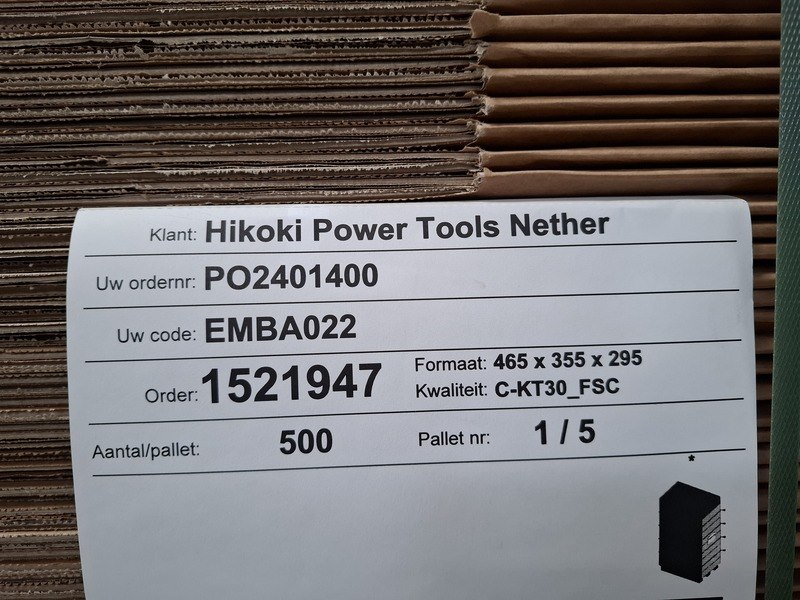 Klant: Hikoki Power Tools Nether
Uw ordernr: PO2401400
Uw code: EMBA022
Order: 1521947
Formaat: 465 x 355 x 295
Kwaliteit: C-KT30_FSC
Aantal/pallet: 500
Pallet nr: 1 / 5
*